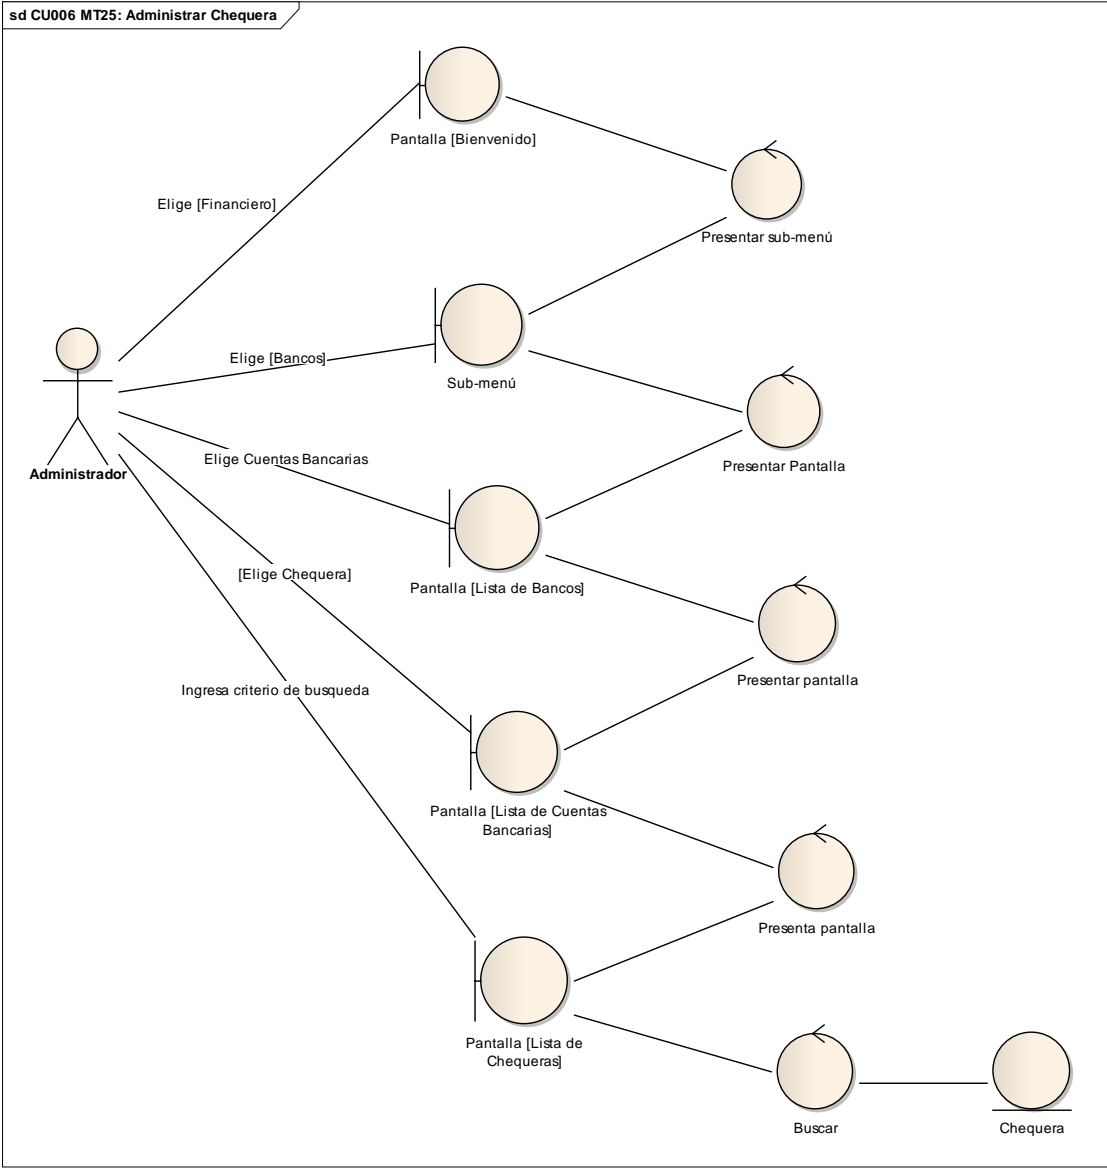 sd CU006 MT25: Administrar Chequera
Pantalla [Bienvenido]
Elige [Financiero]
Presentar sub-menú
Elige [Bancos]
Sub-menú
Elige Cuentas Bancarias
Presentar Pantalla
Administrador
[Elige Chequera]
Pantalla [Lista de Bancos]
Presentar pantalla
Ingresa criterio de busqueda
Pantalla [Lista de Cuentas
Bancarias]
Presenta pantalla
Pantalla [Lista de
Chequeras]
Buscar
Chequera